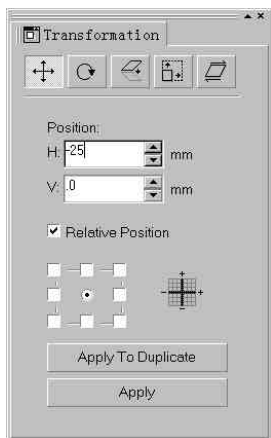 Transformation
Position:
H: -25 mm
V: .0 mm
Relative Position
Apply To Duplicate
Apply